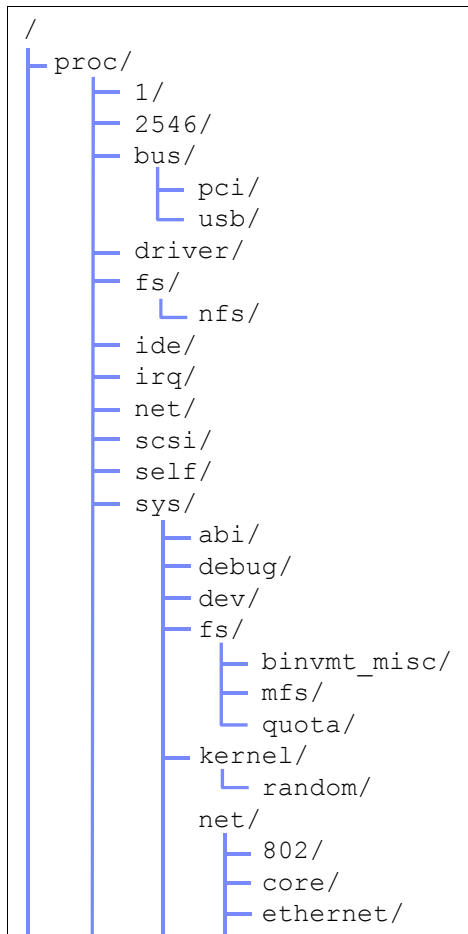 /
proc/
1/
2546/
bus/
pci/
usb/
driver/
fs/
nfs/
ide/
irq/
net/
scsi/
self/
sys/
abi/
debug/
dev/
fs/
binvmt_misc/
mfs/
quota/
kernel/
random/
net/
802/
core/
ethernet/